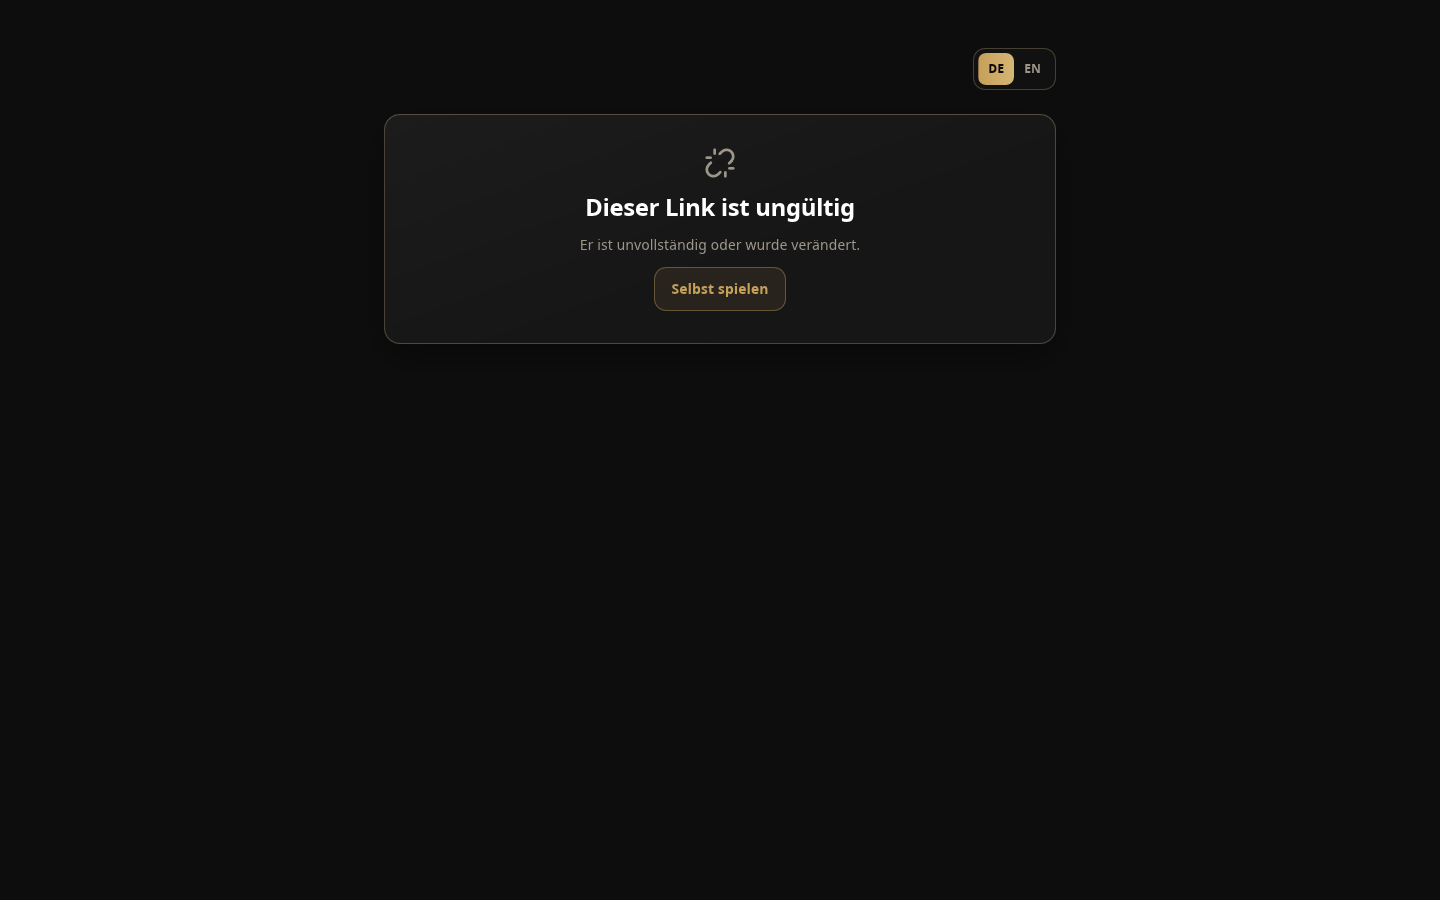 DE EN
Dieser Link ist ungültig
Er ist unvollständig oder wurde verändert.
Selbst spielen